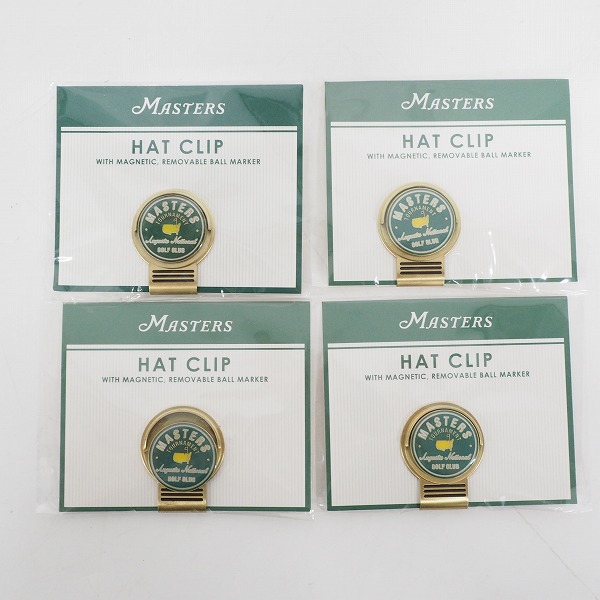 MASTERS
HAT CLIP
WITH MAGNETIC, REMOVABLE BALL MARKER
MASTERS
TOURNAMENT
Augusta National
GOLF CLUB
MASTERS
HAT CLIP
WITH MAGNETIC, REMOVABLE BALL MARKER
MASTERS
TOURNAMENT
Augusta National
GOLF CLUB
MASTERS
HAT CLIP
WITH MAGNETIC, REMOVABLE BALL MARKER
MASTERS
TOURNAMENT
Augusta National
GOLF CLUB
MASTERS
HAT CLIP
WITH MAGNETIC, REMOVABLE BALL MARKER
MASTERS
TOURNAMENT
Augusta National
GOLF CLUB